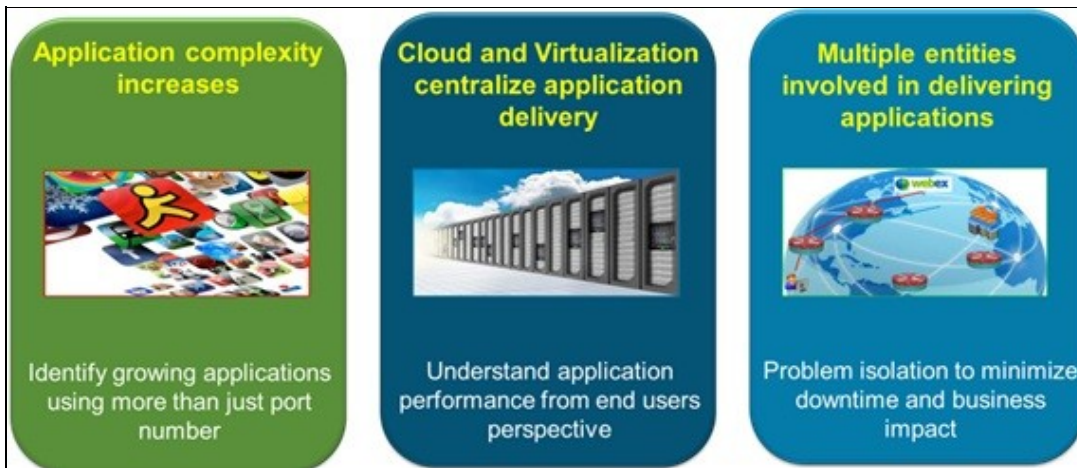 Application complexity
increases
Identify growing applications
using more than just port
number
Cloud and Virtualization
centralize application
delivery
Understand application
performance from end users
perspective
Multiple entities
involved in delivering
applications
webex
Problem isolation to minimize
downtime and business
impact